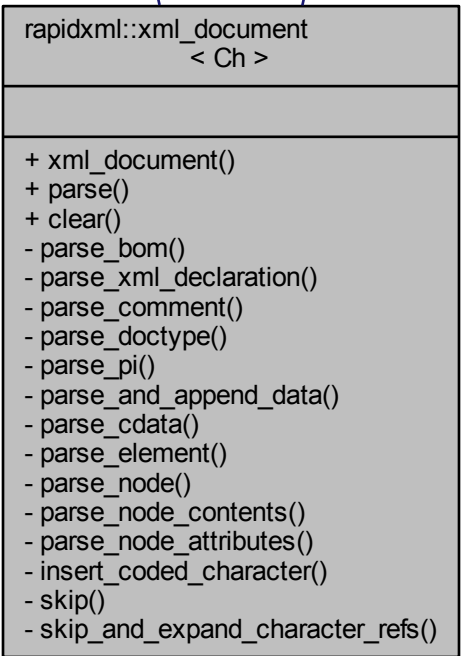 rapidxml::xml_document
< Ch >
+ xml_document()
+ parse()
+ clear()
- parse_bom()
- parse_xml_declaration()
- parse_comment()
- parse_doctype()
- parse_pi()
- parse_and_append_data()
- parse_cdata()
- parse_element()
- parse_node()
- parse_node_contents()
- parse_node_attributes()
- insert_coded_character()
- skip()
- skip_and_expand_character_refs()